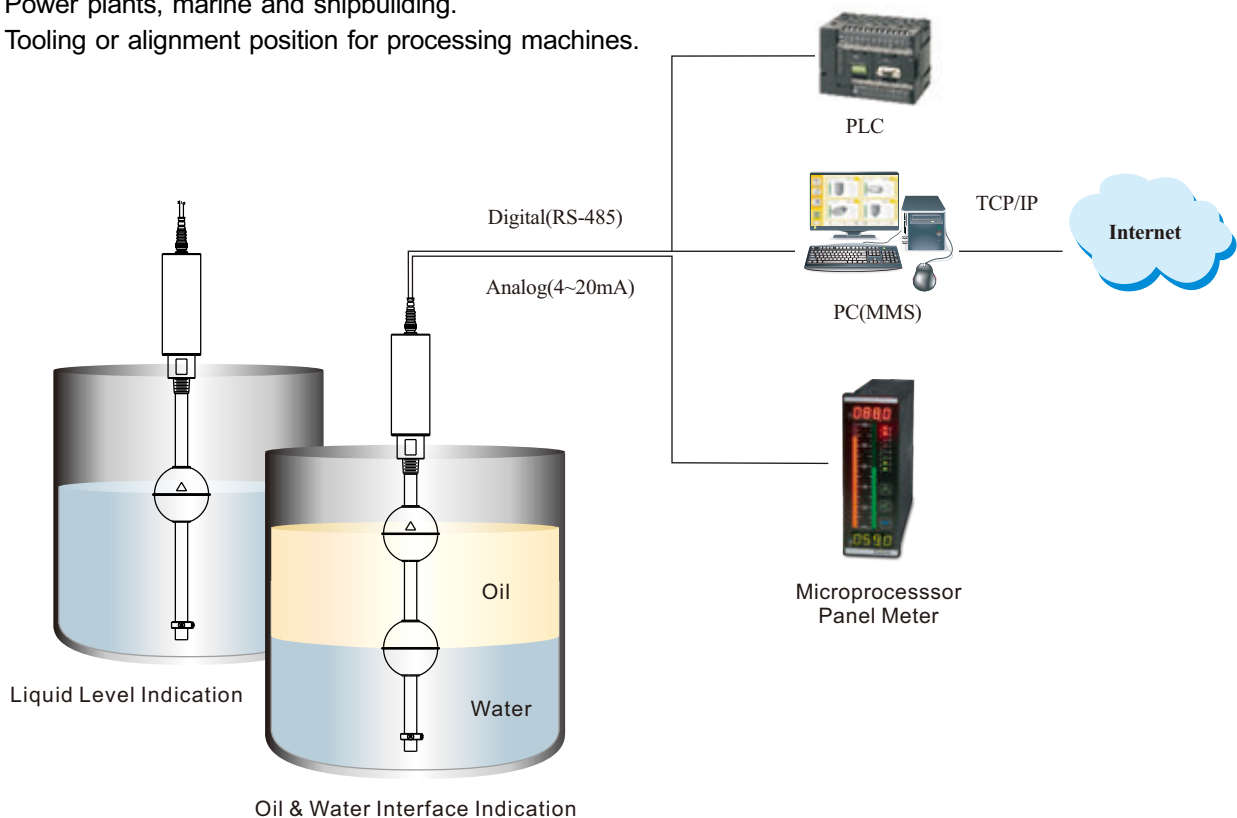 Power plants, marine and shipbuilding.
Tooling or alignment position for processing machines.
PLC
Digital(RS-485)
TCP/IP
Internet
Analog(4~20mA)
PC(MMS)
Microprocesssor
Panel Meter
Oil
Liquid Level Indication
Water
Oil & Water Interface Indication